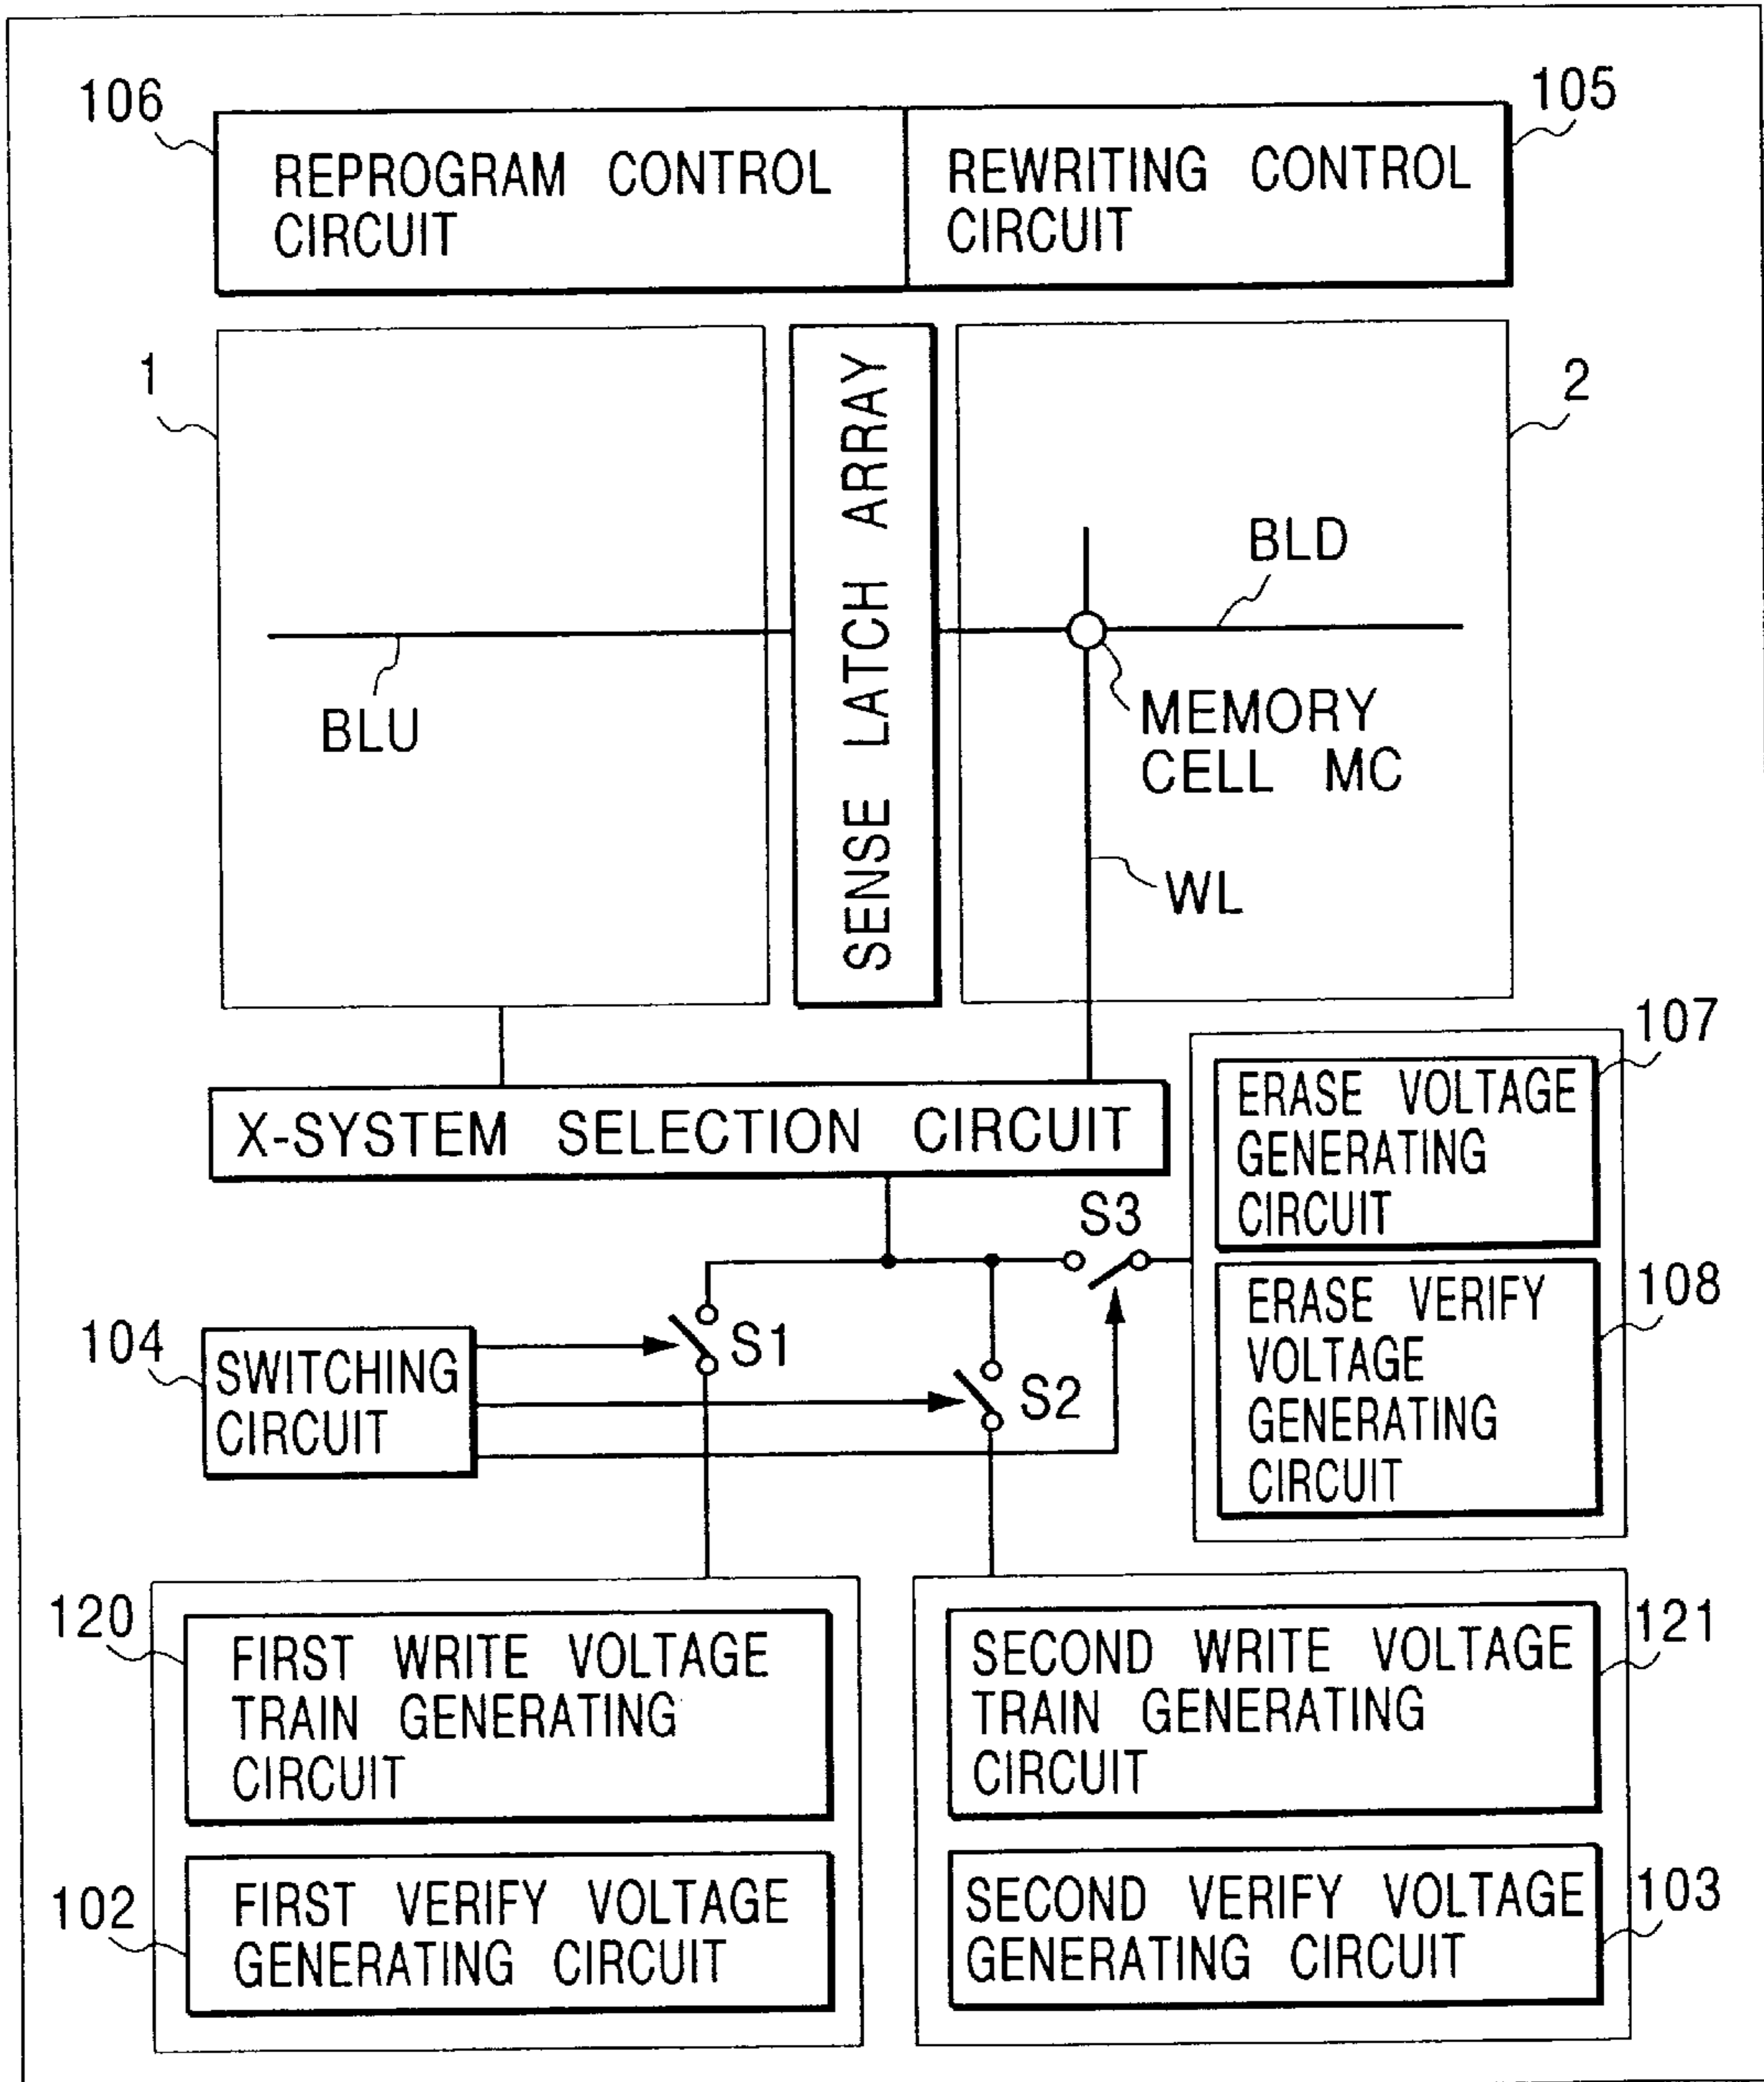 106
105
REPROGRAM CONTROL
CIRCUIT
REWRITING CONTROL
CIRCUIT
1
2
SENSE LATCH ARRAY
BLU
BLD
MEMORY
CELL MC
WL
X-SYSTEM SELECTION CIRCUIT
107
ERASE VOLTAGE
GENERATING
CIRCUIT
108
ERASE VERIFY
VOLTAGE
GENERATING
CIRCUIT
S3
S1
S2
104
SWITCHING
CIRCUIT
120
FIRST WRITE VOLTAGE
TRAIN GENERATING
CIRCUIT
102
FIRST VERIFY VOLTAGE
GENERATING CIRCUIT
121
SECOND WRITE VOLTAGE
TRAIN GENERATING
CIRCUIT
103
SECOND VERIFY VOLTAGE
GENERATING CIRCUIT